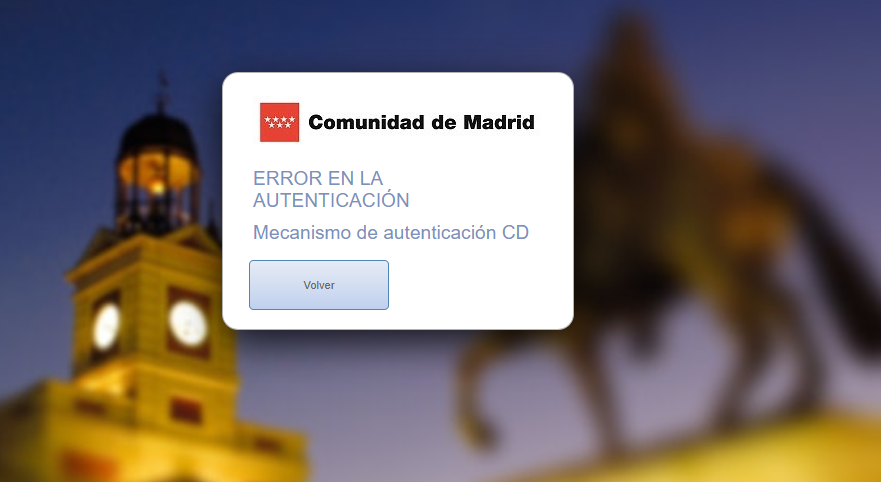 Comunidad de Madrid
ERROR EN LA
AUTENTICACIÓN
Mecanismo de autenticación CD
Volver